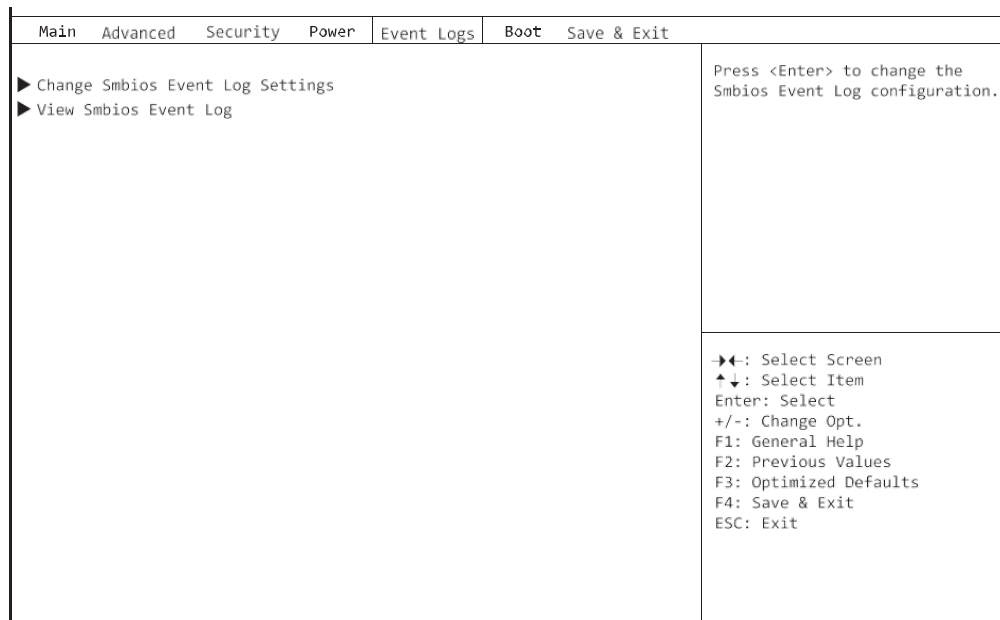 Main Advanced Security Power Event Logs Boot Save & Exit
▶ Change Smbios Event Log Settings
▶ View Smbios Event Log
Press <Enter> to change the
Smbios Event Log configuration.
→←: Select Screen
↑↓: Select Item
Enter: Select
+/-: Change Opt.
F1: General Help
F2: Previous Values
F3: Optimized Defaults
F4: Save & Exit
ESC: Exit